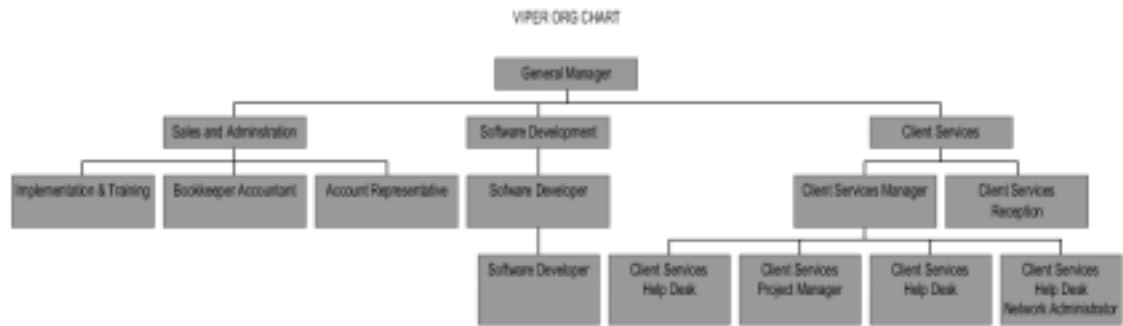 VIPER ORG CHART
General Manager
Sales and Adminstration
Software Development
Client Services
Implementation & Training
Bookkeeper Accountant
Account Representative
Sofware Developer
Client Services Manager
Client Services
Reception
Software Developer
Client Services
Help Desk
Client Services
Project Manager
Client Services
Help Desk
Client Services
Help Desk
Network Administrator